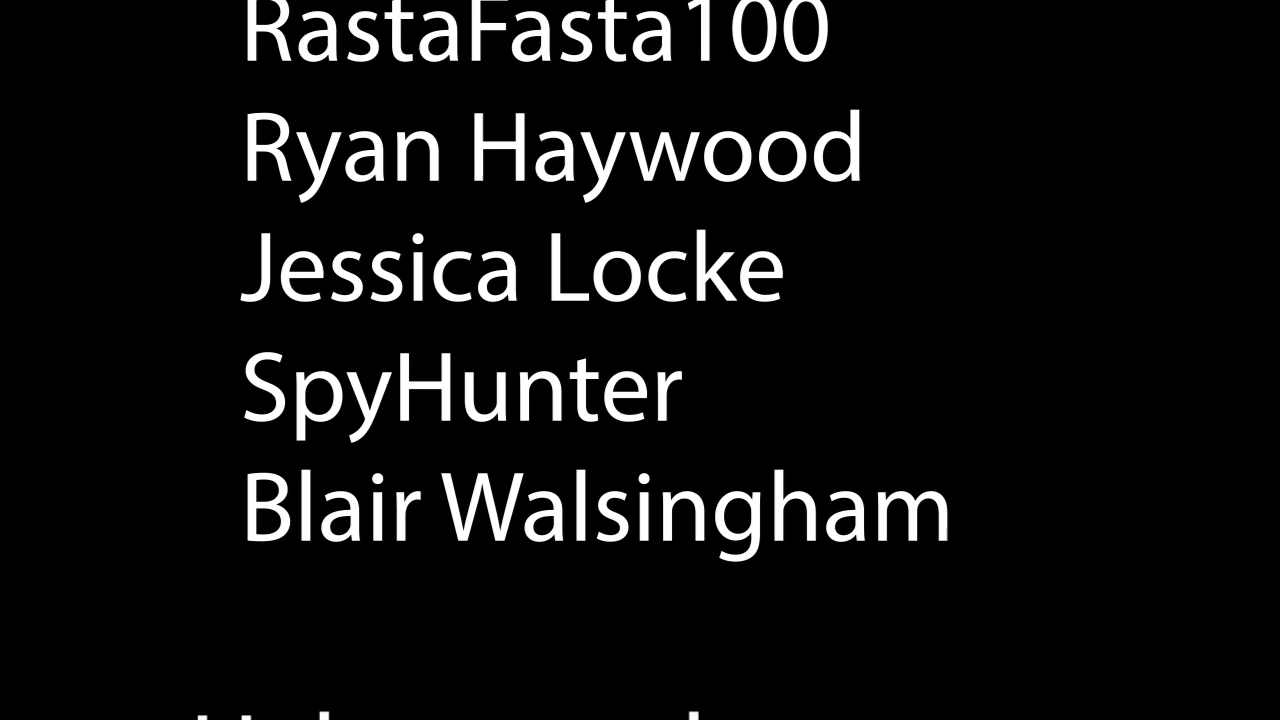 RastaFasta100
Ryan Haywood
Jessica Locke
SpyHunter
Blair Walsingham